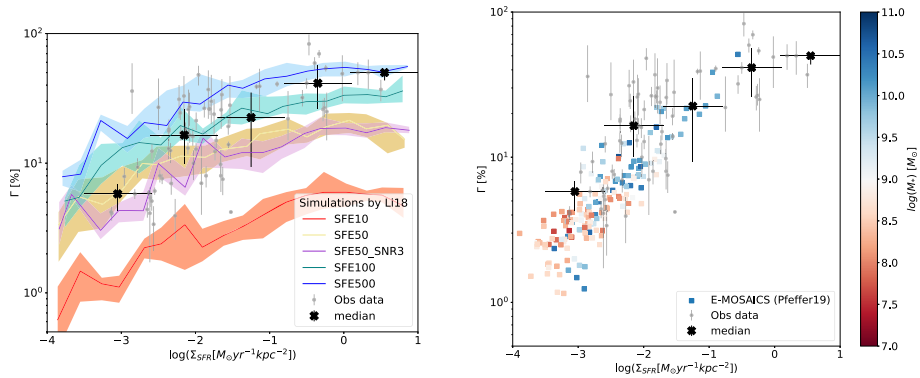 10²
10¹
10⁰
Γ [%]
−4
−3
−2
−1
0
1
log(Σ_SFR[M_⊙yr⁻¹kpc⁻²])
Simulations by Li18
SFE10
SFE50
SFE50_SNR3
SFE100
SFE500
Obs data
median
10²
10¹
10⁰
Γ [%]
−4
−3
−2
−1
0
1
log(Σ_SFR[M_⊙yr⁻¹kpc⁻²])
E-MOSAICS (Pfeffer19)
Obs data
median
11.0
10.5
10.0
9.5
9.0
8.5
8.0
7.5
7.0
log(M_*) [M_⊙]